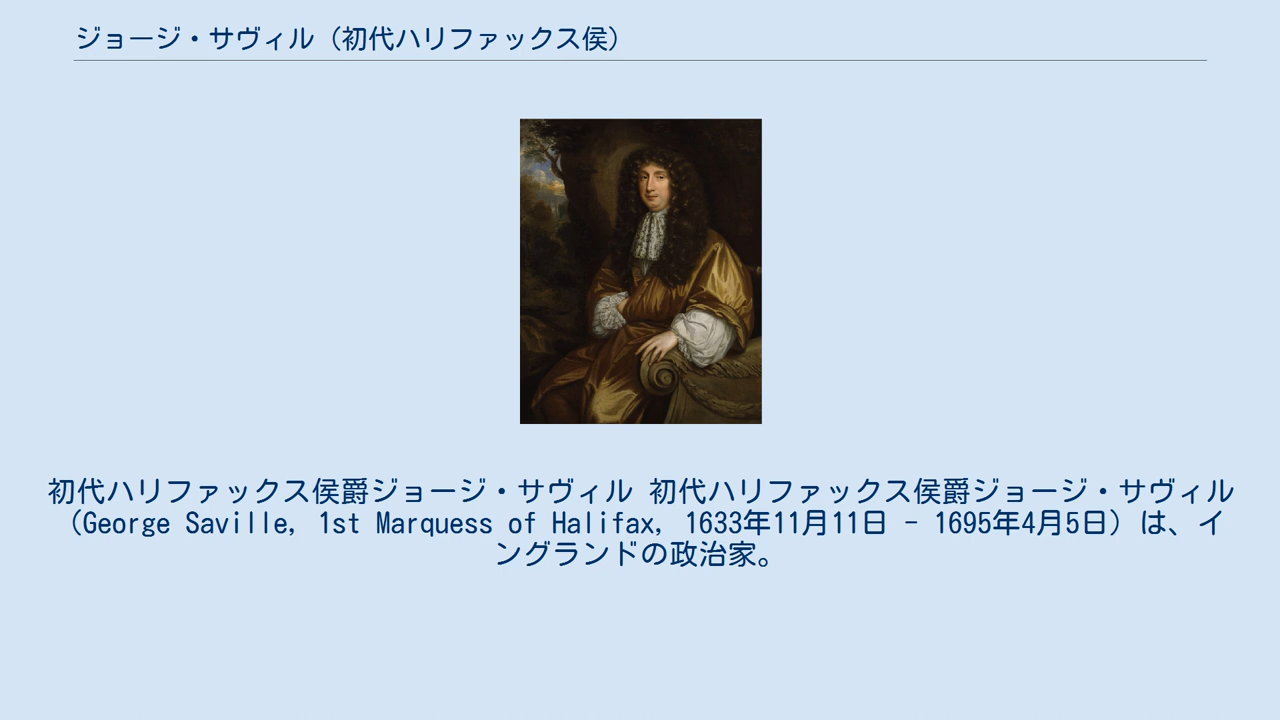 ジョージ・サヴィル（初代ハリファックス侯）
初代ハリファックス侯爵ジョージ・サヴィル 初代ハリファックス侯爵ジョージ・サヴィル
（George Saville, 1st Marquess of Halifax, 1633年11月11日 - 1695年4月5日）は、イ
ングランドの政治家。